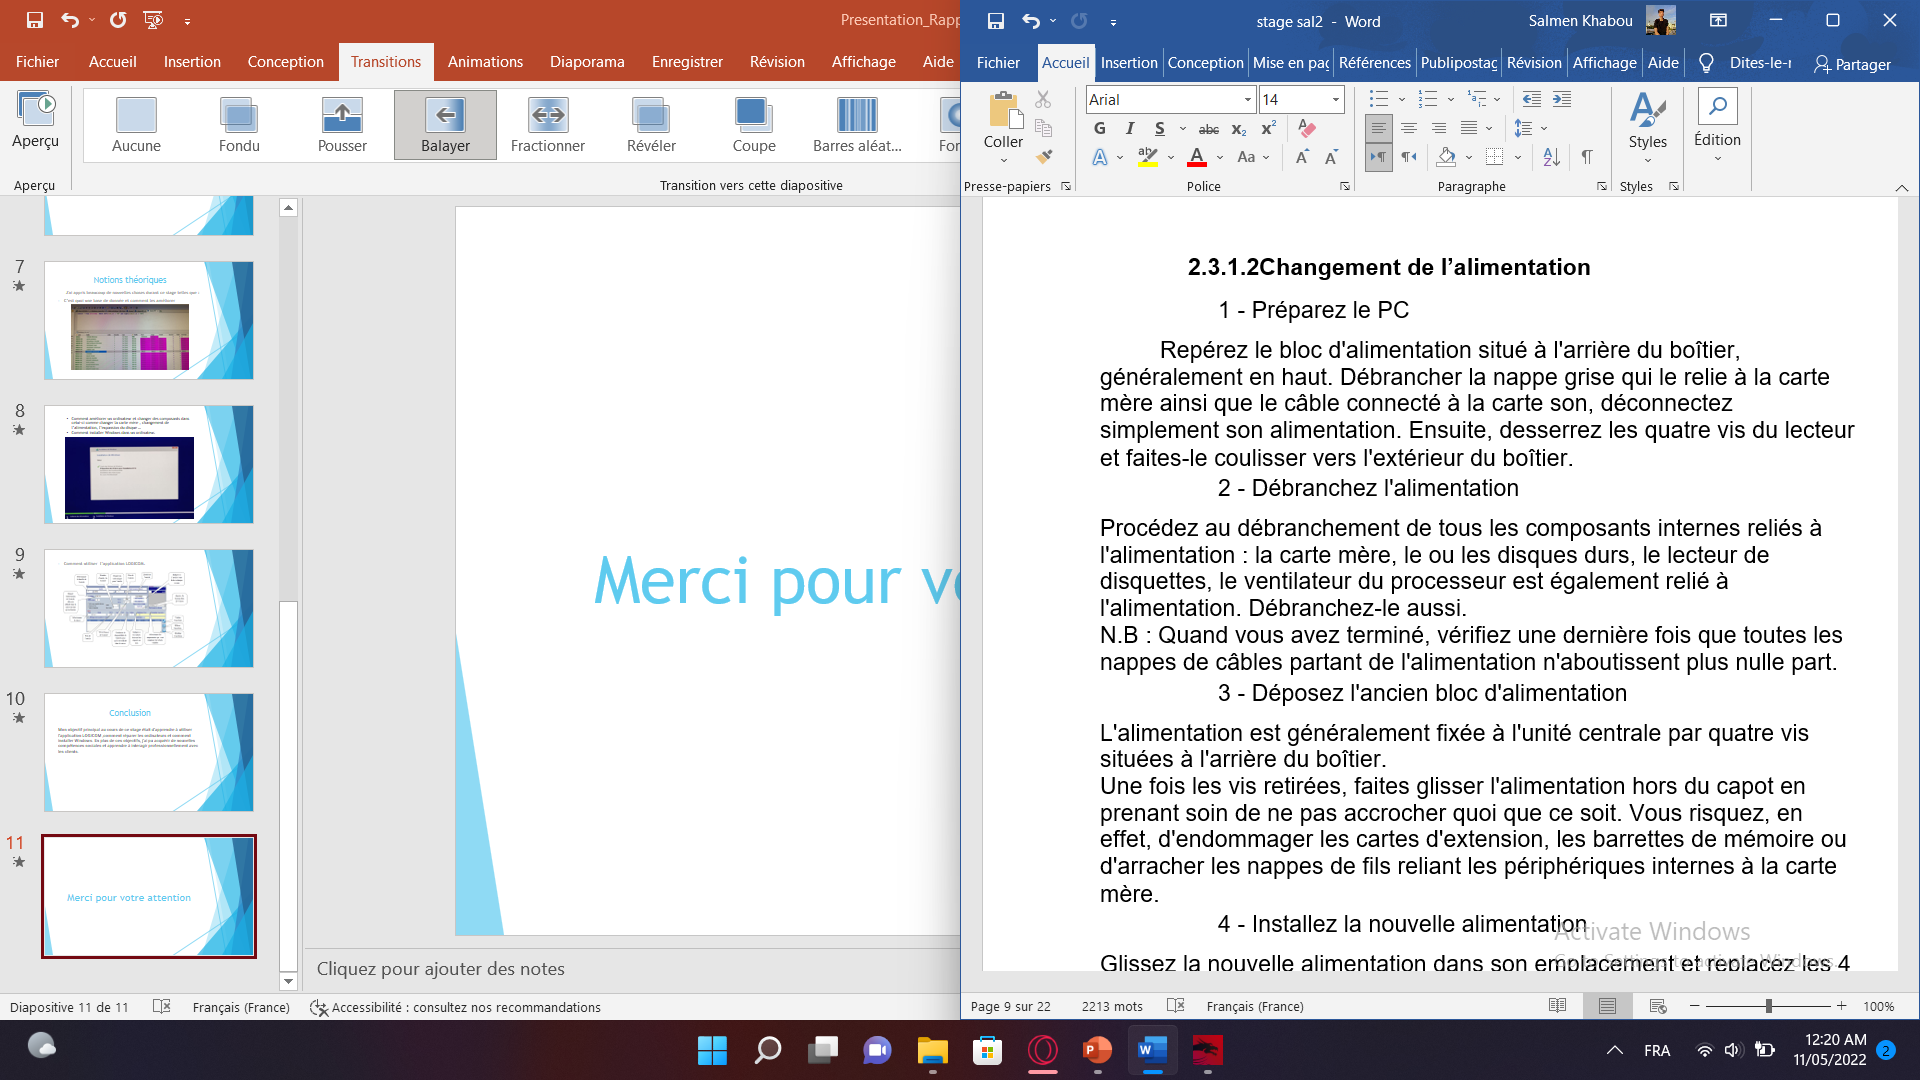 Presentation_Rapp
Fichier
Accueil
Insertion
Conception
Transitions
Animations
Diaporama
Enregistrer
Révision
Affichage
Aide
Aperçu
Aucune
Fondu
Pousser
Balayer
Fractionner
Révéler
Coupe
Barres aléat...
For
Aperçu
Transition vers cette diapositive
7
Notions théoriques
8
9
10
Conclusion
11
Merci pour votre attention
Merci pour v
Cliquez pour ajouter des notes
Diapositive 11 de 11
Français (France)
Accessibilité : consultez nos recommandations
stage sal2 - Word
Salmen Khabou
Fichier
Accueil
Insertion
Conception
Mise en pag
Références
Publipostag
Révision
Affichage
Aide
Dites-le-
Partager
Coller
Arial
14
G I S abc x₂ x²
Aa
Styles
Édition
Presse-papiers
Police
Paragraphe
Styles
2.3.1.2Changement de l’alimentation
1 - Préparez le PC
Repérez le bloc d'alimentation situé à l'arrière du boîtier,
généralement en haut. Débrancher la nappe grise qui le relie à la carte
mère ainsi que le câble connecté à la carte son, déconnectez
simplement son alimentation. Ensuite, desserrez les quatre vis du lecteur
et faites-le coulisser vers l'extérieur du boîtier.
2 - Débranchez l'alimentation
Procédez au débranchement de tous les composants internes reliés à
l'alimentation : la carte mère, le ou les disques durs, le lecteur de
disquettes, le ventilateur du processeur est également relié à
l'alimentation. Débranchez-le aussi.
N.B : Quand vous avez terminé, vérifiez une dernière fois que toutes les
nappes de câbles partant de l'alimentation n'aboutissent plus nulle part.
3 - Déposez l'ancien bloc d'alimentation
L'alimentation est généralement fixée à l'unité centrale par quatre vis
situées à l'arrière du boîtier.
Une fois les vis retirées, faites glisser l'alimentation hors du capot en
prenant soin de ne pas accrocher quoi que ce soit. Vous risquez, en
effet, d'endommager les cartes d'extension, les barrettes de mémoire ou
d'arracher les nappes de fils reliant les périphériques internes à la carte
mère.
4 - Installez la nouvelle alimentation
Glissez la nouvelle alimentation dans son emplacement et replacez les 4
Activate Windows
Go to Settings to activate Windows.
Page 9 sur 22
2213 mots
Français (France)
100%
FRA
12:20 AM
11/05/2022
2